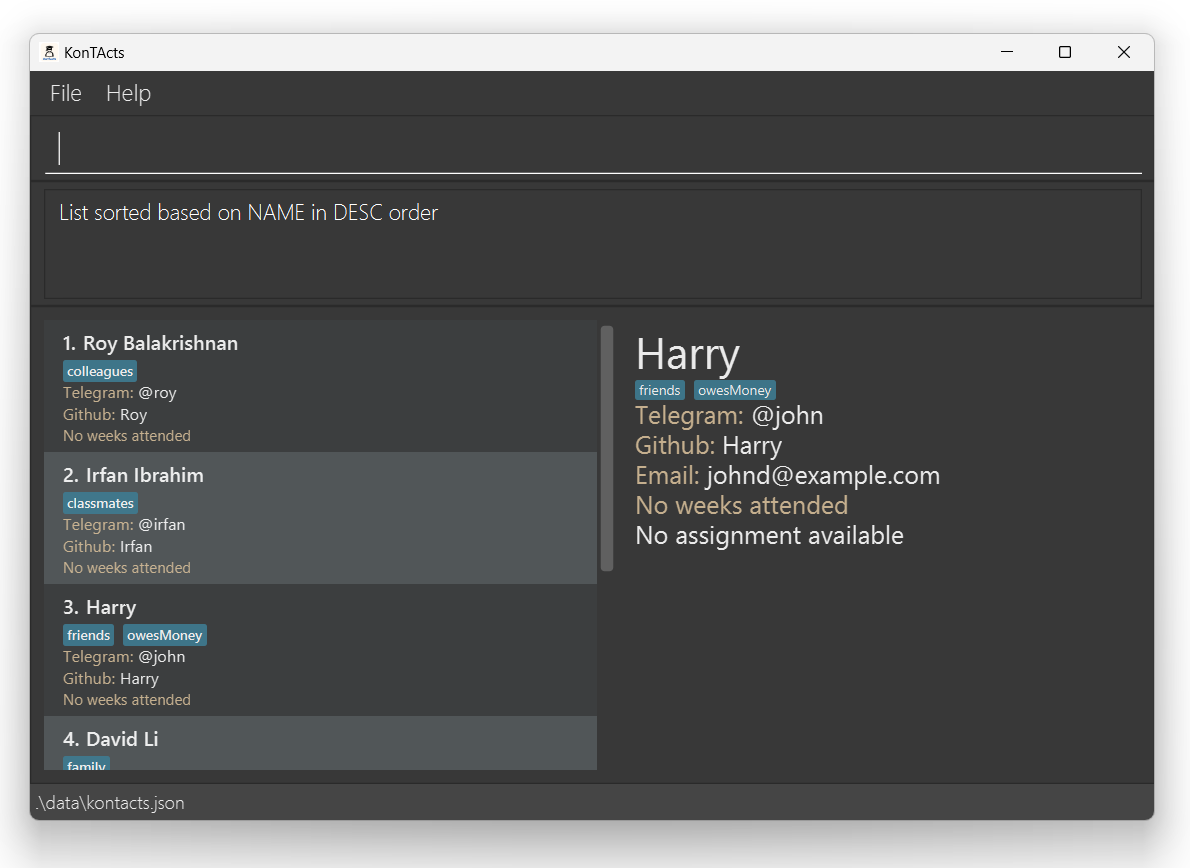 KonTActs
File Help
List sorted based on NAME in DESC order
1. Roy Balakrishnan
colleagues
Telegram: @roy
Github: Roy
No weeks attended
2. Irfan Ibrahim
classmates
Telegram: @irfan
Github: Irfan
No weeks attended
3. Harry
friends owesMoney
Telegram: @john
Github: Harry
No weeks attended
4. David Li
family
Harry
friends owesMoney
Telegram: @john
Github: Harry
Email: johnd@example.com
No weeks attended
No assignment available
.\data\kontacts.json